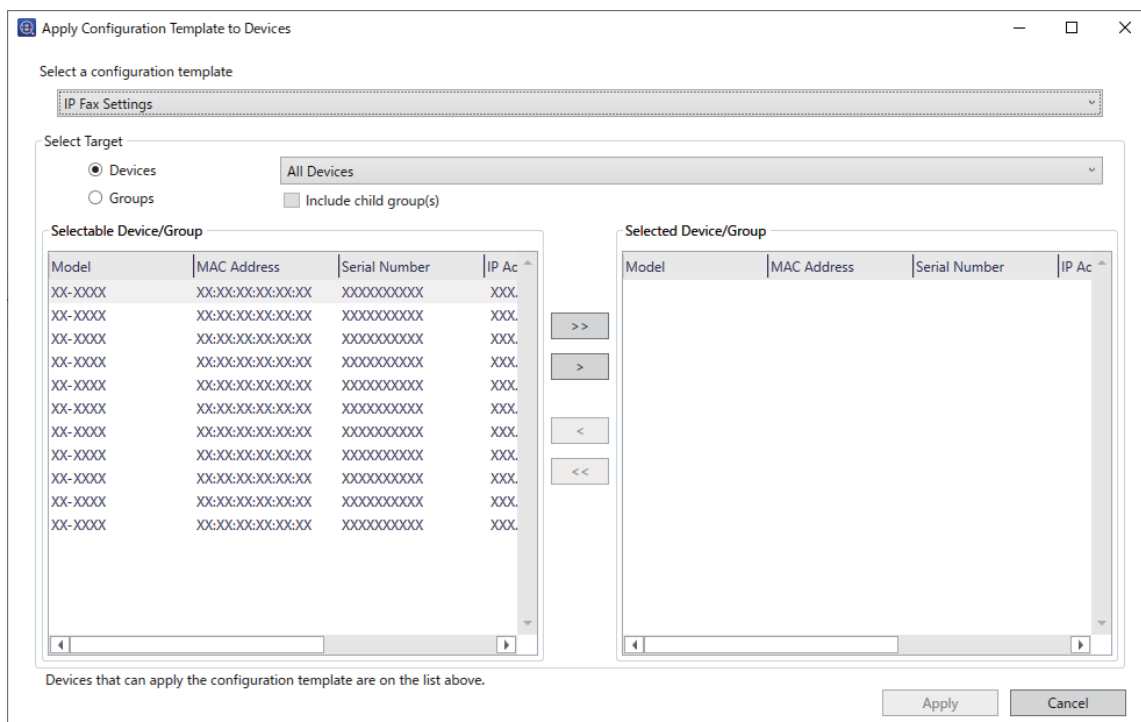 Apply Configuration Template to Devices
Select a configuration template
IP Fax Settings
Select Target
Devices
All Devices
Groups
Include child group(s)
Selectable Device/Group
Model MAC Address Serial Number IP Ac
XX-XXXX XX:XX:XX:XX:XX:XX XXXXXXXXXX XXX.
XX-XXXX XX:XX:XX:XX:XX:XX XXXXXXXXXX XXX.
XX-XXXX XX:XX:XX:XX:XX:XX XXXXXXXXXX XXX.
XX-XXXX XX:XX:XX:XX:XX:XX XXXXXXXXXX XXX.
XX-XXXX XX:XX:XX:XX:XX:XX XXXXXXXXXX XXX.
XX-XXXX XX:XX:XX:XX:XX:XX XXXXXXXXXX XXX.
XX-XXXX XX:XX:XX:XX:XX:XX XXXXXXXXXX XXX.
XX-XXXX XX:XX:XX:XX:XX:XX XXXXXXXXXX XXX.
XX-XXXX XX:XX:XX:XX:XX:XX XXXXXXXXXX XXX.
XX-XXXX XX:XX:XX:XX:XX:XX XXXXXXXXXX XXX.
XX-XXXX XX:XX:XX:XX:XX:XX XXXXXXXXXX XXX.
>>
>
<
<<
Selected Device/Group
Model MAC Address Serial Number IP Ac
Devices that can apply the configuration template are on the list above.
Apply
Cancel